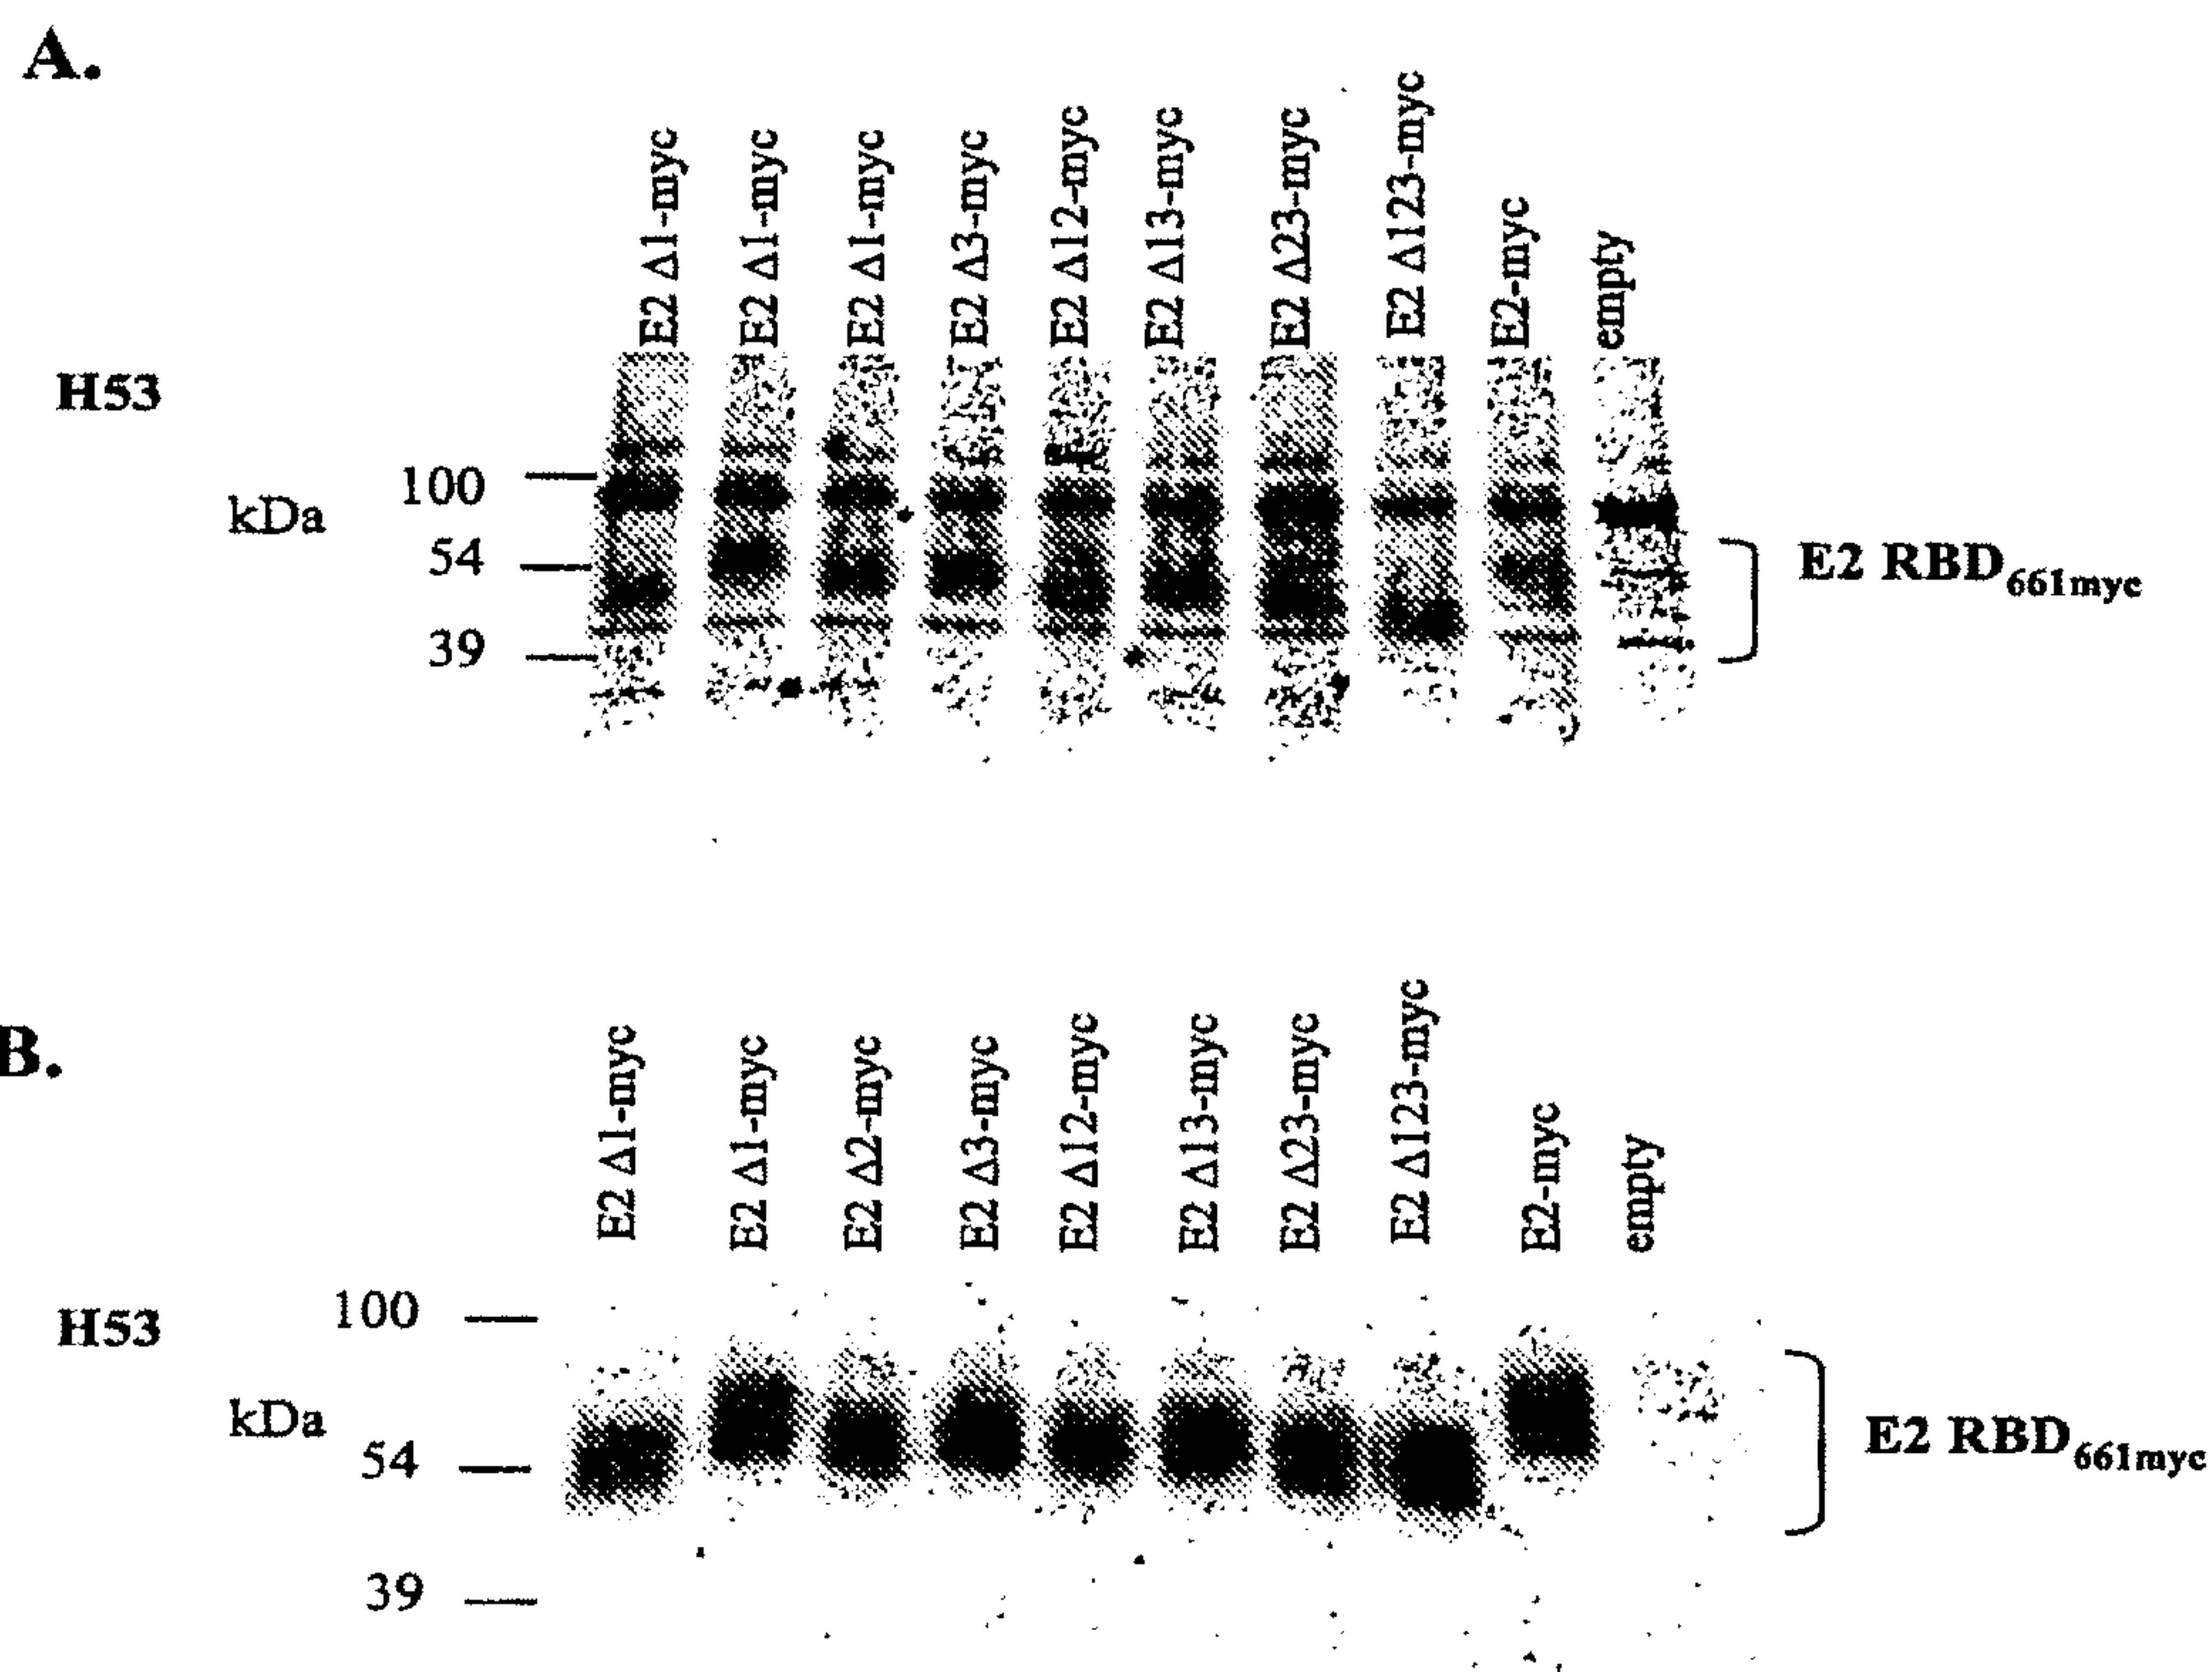 A.
E2 Δ1-myc
E2 Δ1-myc
E2 Δ1-myc
E2 Δ3-myc
E2 Δ12-myc
E2 Δ13-myc
E2 Δ23-myc
E2 Δ123-myc
E2-myc
empty
H53
kDa
100
54
39
E2 RBD661myc
B.
E2 Δ1-myc
E2 Δ1-myc
E2 Δ2-myc
E2 Δ3-myc
E2 Δ12-myc
E2 Δ13-myc
E2 Δ23-myc
E2 Δ123-myc
E2-myc
empty
H53
kDa
100
54
39
E2 RBD661myc